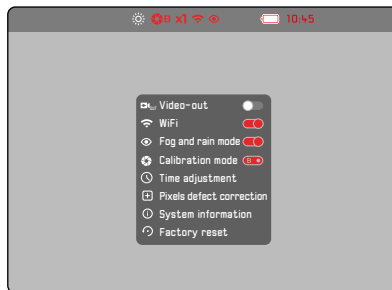 B x1 10:45
Video-out
WiFi
Fog and rain mode
Calibration mode B
Time adjustment
Pixels defect correction
System information
Factory reset